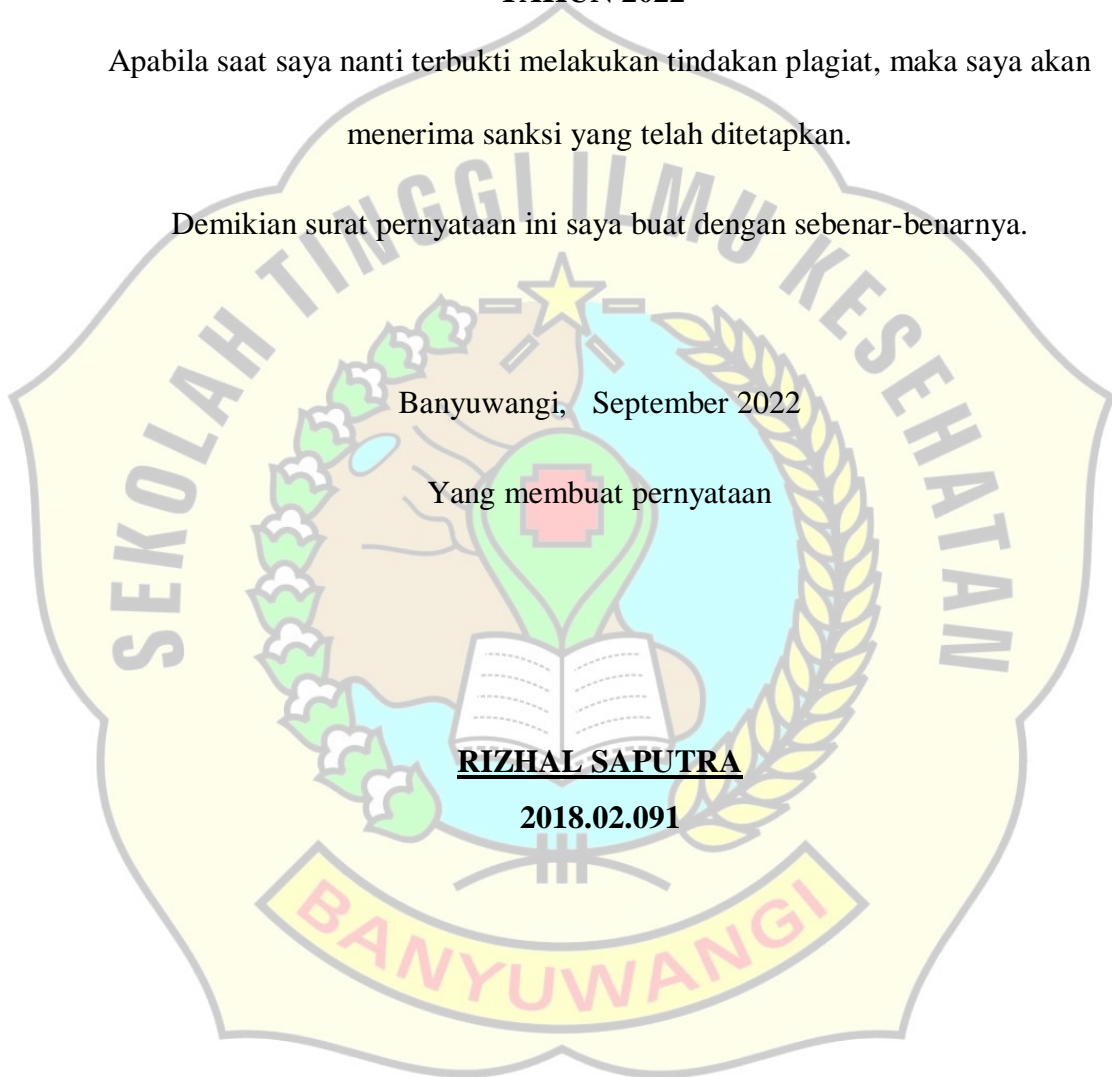 TAHUN 2022
Apabila saat saya nanti terbukti melakukan tindakan plagiat, maka saya akan
menerima sanksi yang telah ditetapkan.
Demikian surat pernyataan ini saya buat dengan sebenar-benarnya.
Banyuwangi, September 2022
Yang membuat pernyataan
RIZHAL SAPUTRA
2018.02.091
SEKOLAH TINGGI ILMU KESEHATAN
BANYUWANGI